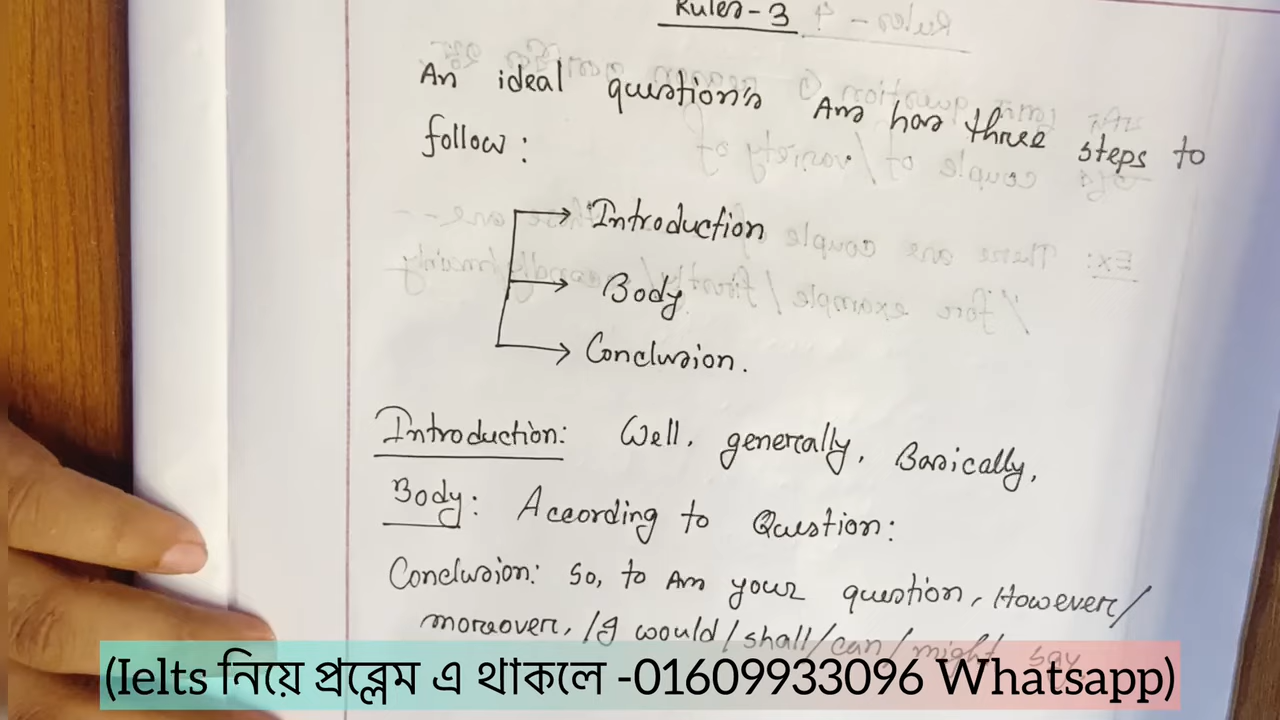 Rules-3
An ideal question's Ans has three steps to
follow:
Introduction
Body
Conclusion.
Introduction: Well, generally, Basically,
Body: According to Question:
Conclusion: So, to Ans your question, However/
moreover, /I would/shall/can/might say
(Ielts নিয়ে প্রব্লেম এ থাকলে -01609933096 Whatsapp)